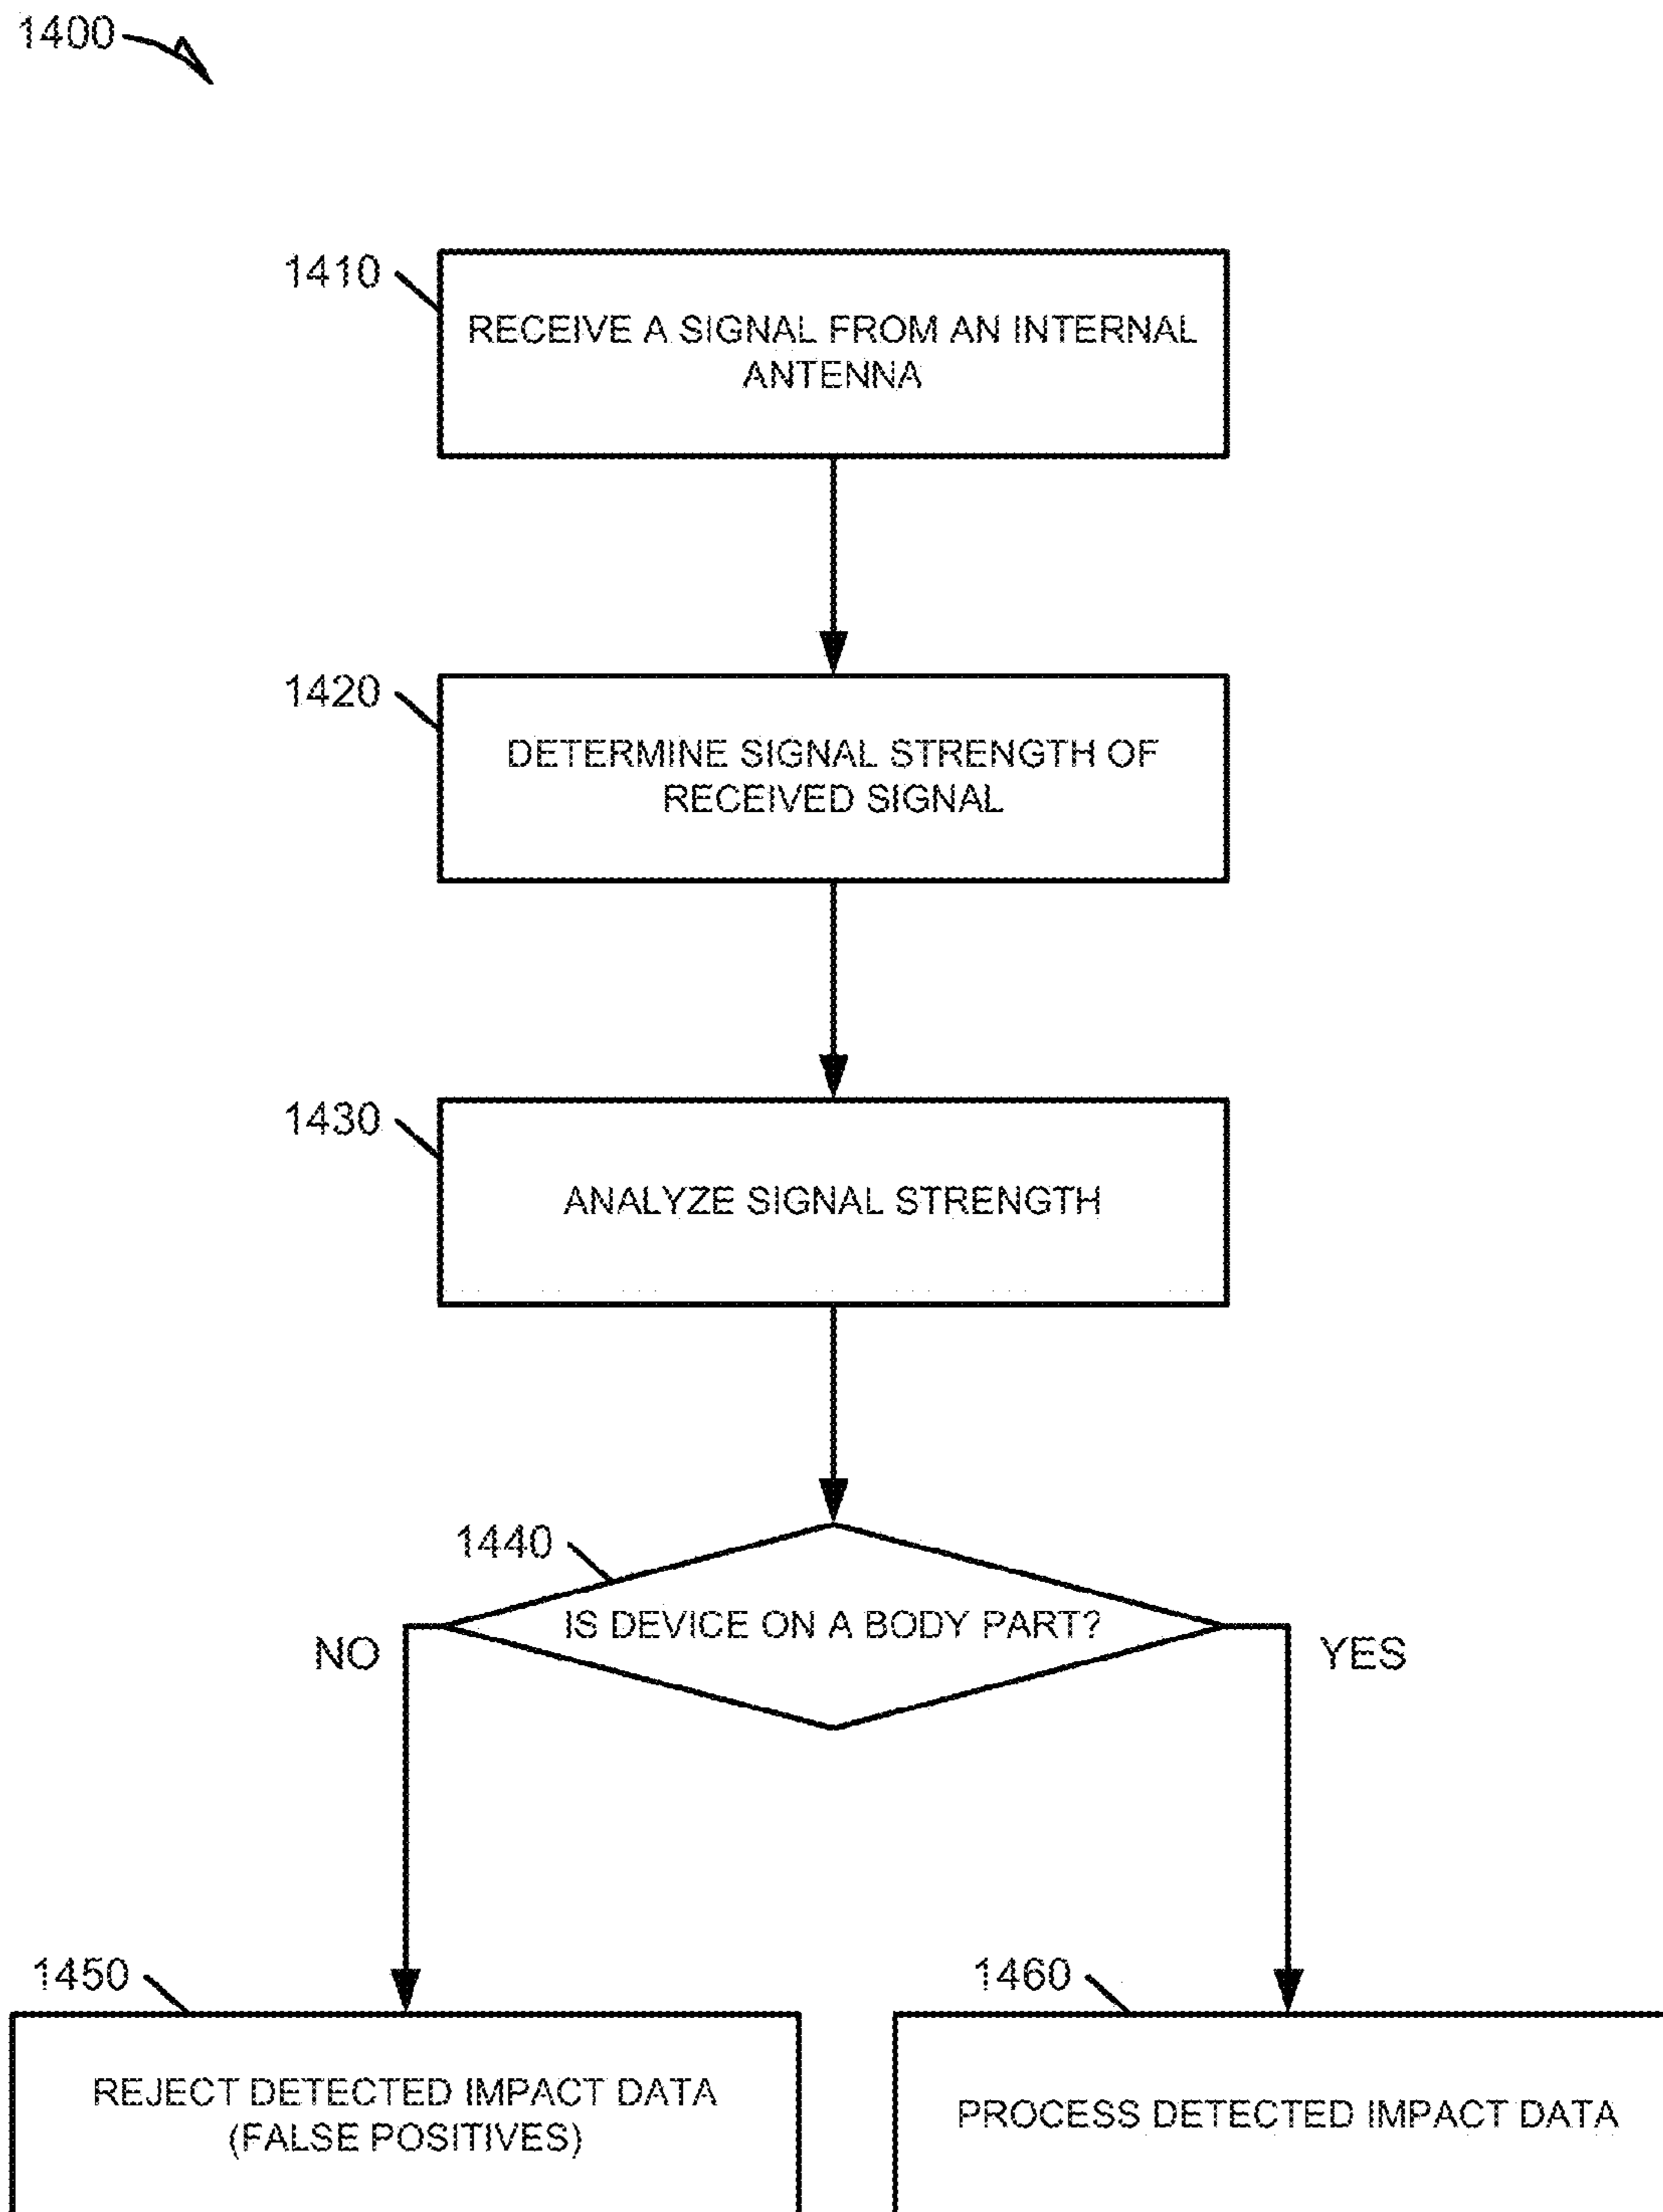 1400
1410
RECEIVE A SIGNAL FROM AN INTERNAL
ANTENNA
1420
DETERMINE SIGNAL STRENGTH OF
RECEIVED SIGNAL
1430
ANALYZE SIGNAL STRENGTH
1440
IS DEVICE ON A BODY PART?
NO
YES
1450
REJECT DETECTED IMPACT DATA
(FALSE POSITIVES)
1460
PROCESS DETECTED IMPACT DATA